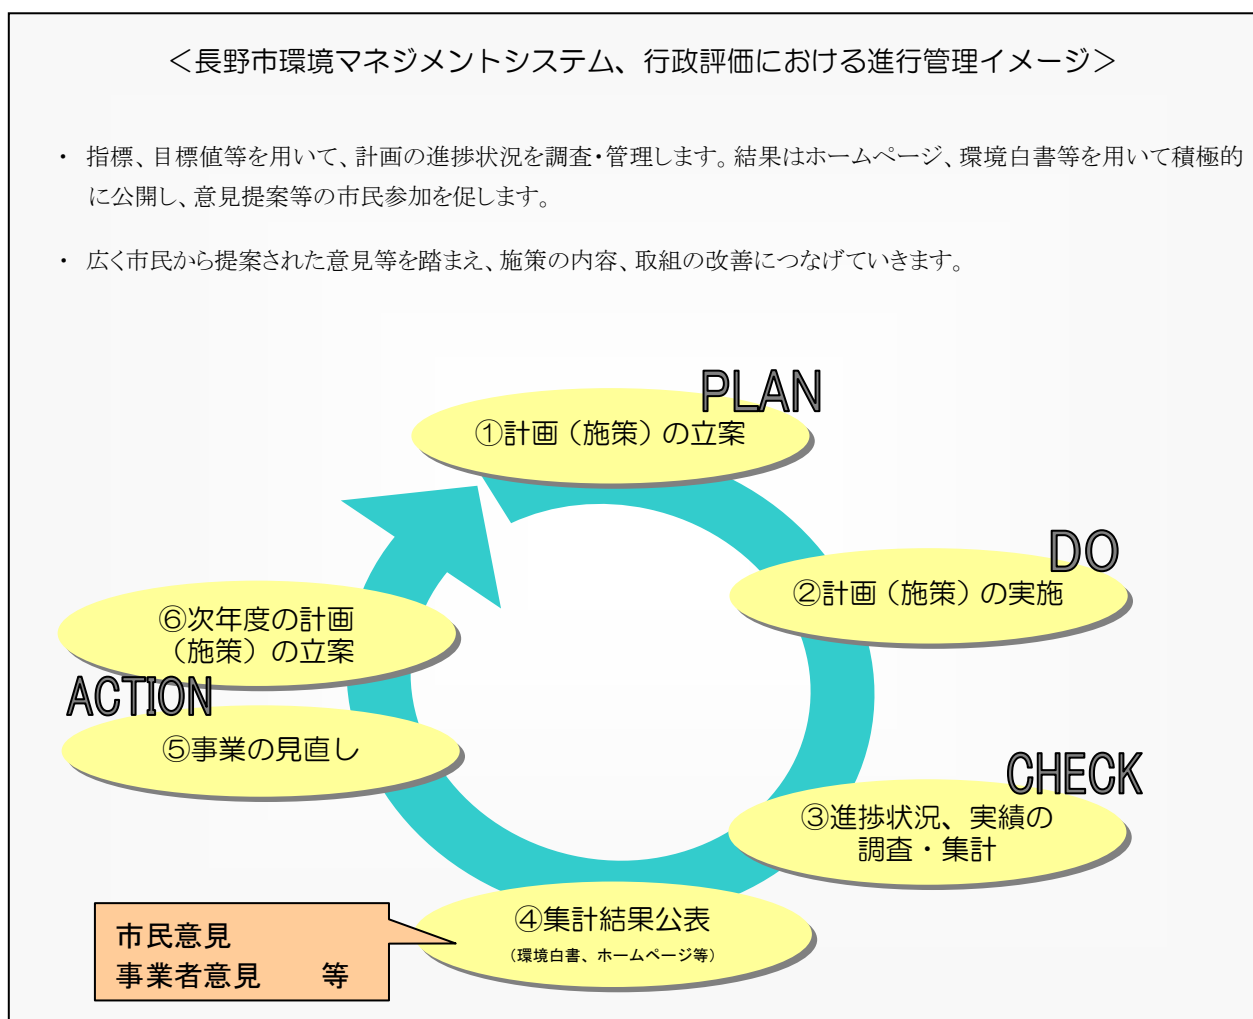 ＜長野市環境マネジメントシステム、行政評価における進行管理イメージ＞
・ 指標、目標値等を用いて、計画の進捗状況を調査・管理します。結果はホームページ、環境白書等を用いて積極的
に公開し、意見提案等の市民参加を促します。
・ 広く市民から提案された意見等を踏まえ、施策の内容、取組の改善につなげていきます。
PLAN
①計画（施策）の立案
DO
②計画（施策）の実施
CHECK
③進捗状況、実績の
調査・集計
④集計結果公表
（環境白書、ホームページ等）
市民意見
事業者意見　　等
⑤事業の見直し
ACTION
⑥次年度の計画
（施策）の立案